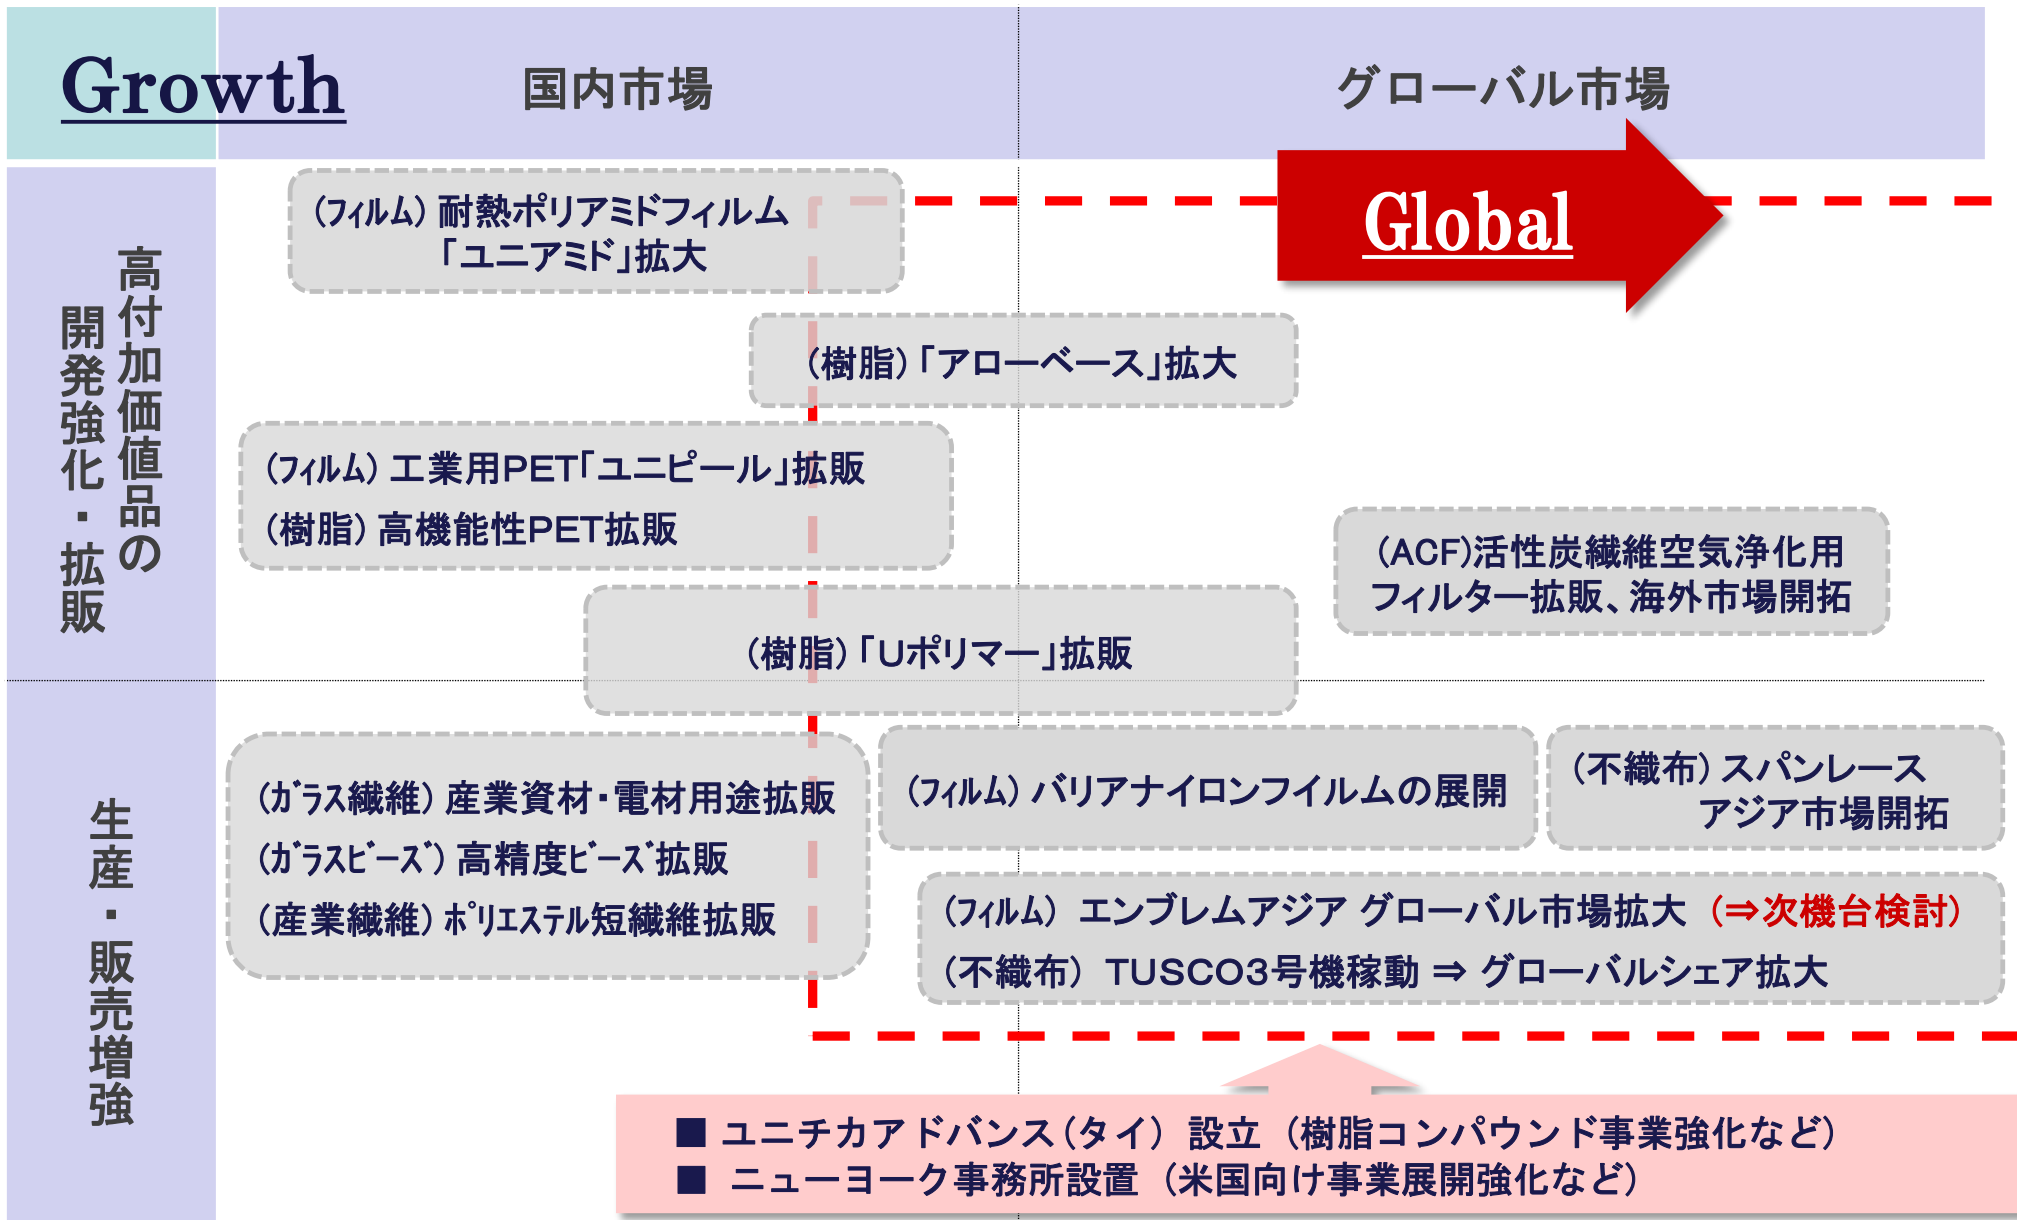 Growth
国内市場
グローバル市場
Global
高付加価値品の
開発強化・拡販
(フィルム) 耐熱ポリアミドフィルム
「ユニアミド」拡大
(樹脂)「アローベース」拡大
(フィルム) 工業用PET「ユニピール」拡販
(樹脂) 高機能性PET拡販
(ACF)活性炭繊維空気浄化用
フィルター拡販、海外市場開拓
(樹脂)「Uポリマー」拡販
生産・販売増強
(ガラス繊維) 産業資材・電材用途拡販
(ガラスビーズ) 高精度ビーズ拡販
(産業繊維) ポリエステル短繊維拡販
(フィルム) バリアナイロンフイルムの展開
(不織布) スパンレース
アジア市場開拓
(フィルム) エンブレムアジア グローバル市場拡大 (⇒次機台検討)
(不織布) TUSCO3号機稼動 ⇒ グローバルシェア拡大
■ ユニチカアドバンス(タイ) 設立 (樹脂コンパウンド事業強化など)
■ ニューヨーク事務所設置 (米国向け事業展開強化など)